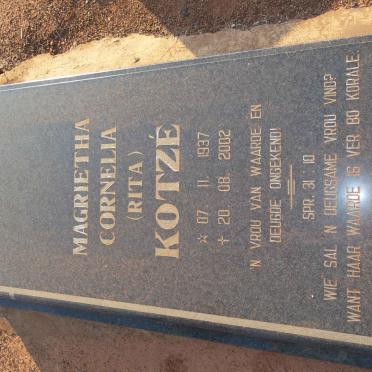 MAGRIETHA
CORNELIA
(RITA)
KOTZÉ
☆ 07 11 1937
✝ 20 08 2002
'N VROU VAN WAARDE EN
DEUGDE ONGEKEND!
SPR. 31:10
WIE SAL 'N DEUGSAME VROU VIND?
WANT HAAR WAARDE IS VER BO KORALE.